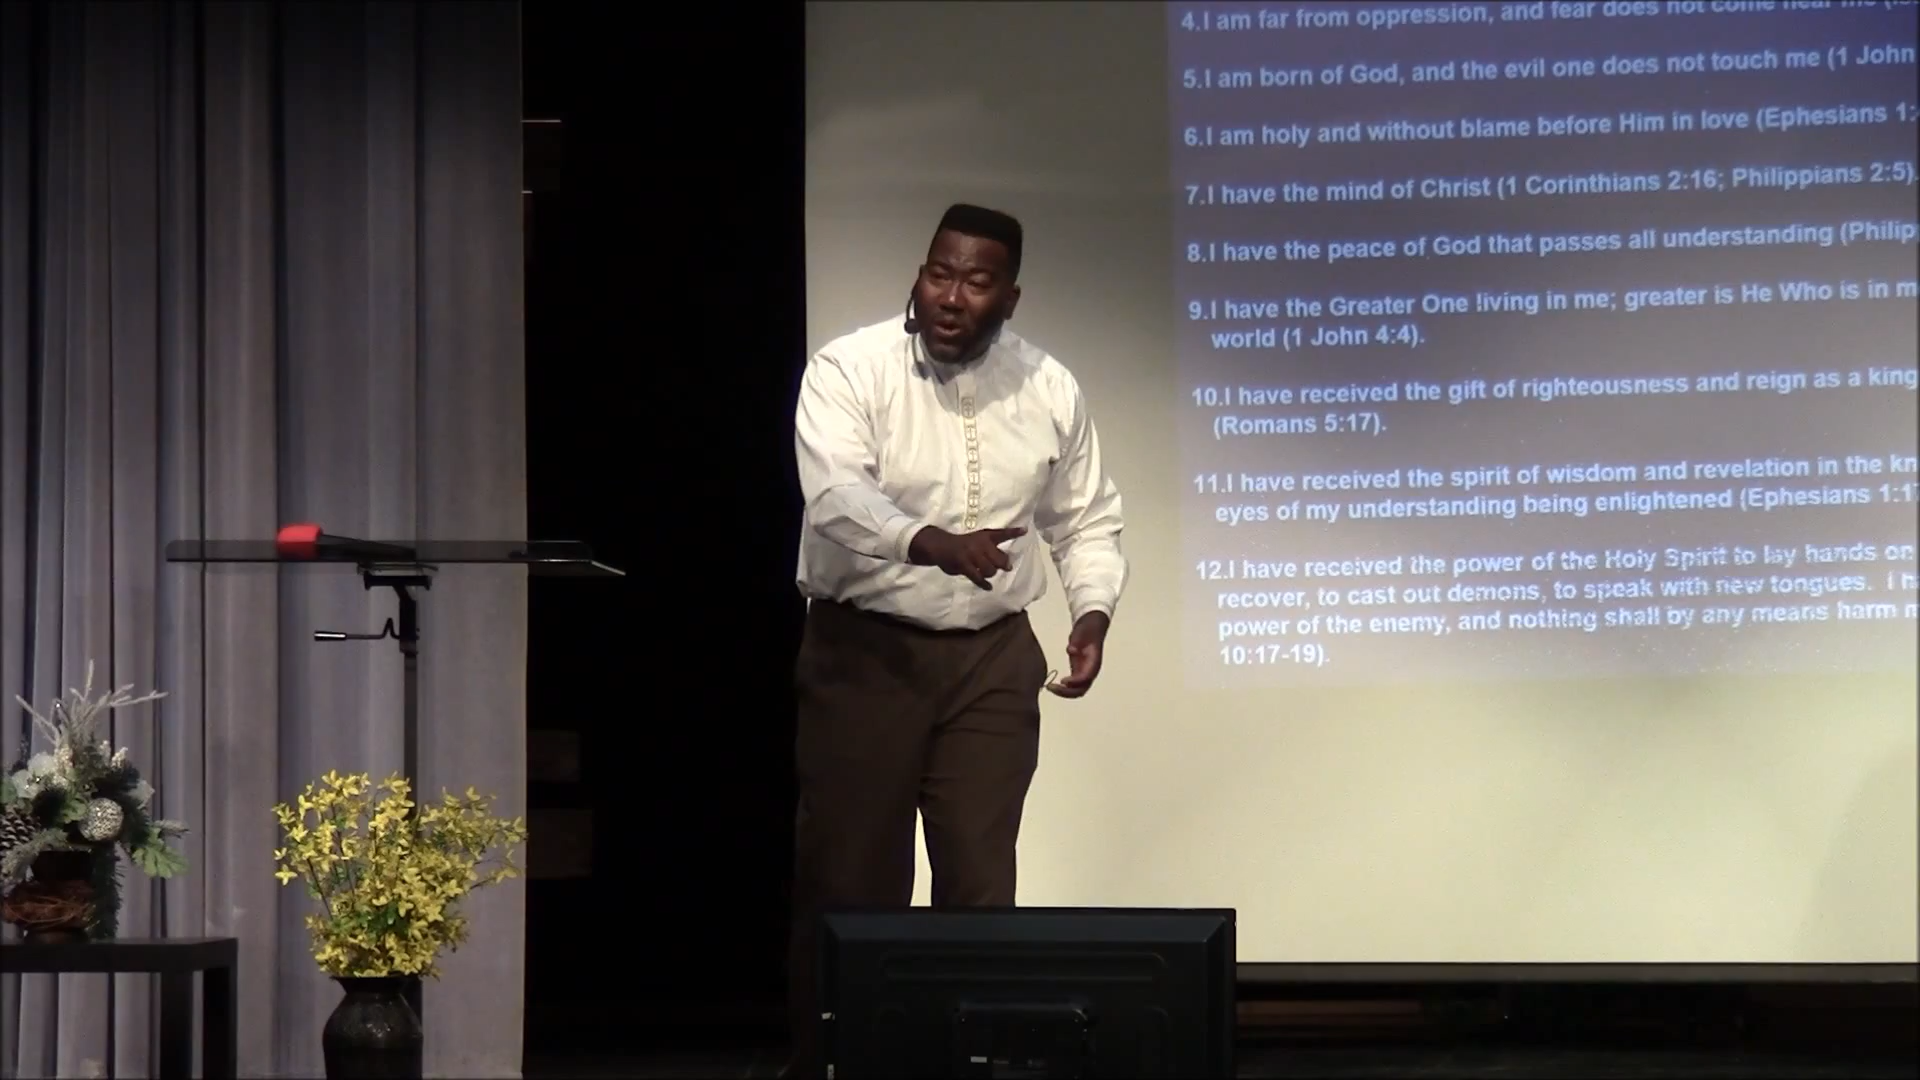 4.I am far from oppression, and fear does not come near me
5.I am born of God, and the evil one does not touch me (1 John
6.I am holy and without blame before Him in love (Ephesians 1:
7.I have the mind of Christ (1 Corinthians 2:16; Philippians 2:5).
8.I have the peace of God that passes all understanding (Philip
9.I have the Greater One living in me; greater is He Who is in m
world (1 John 4:4).
10.I have received the gift of righteousness and reign as a king
(Romans 5:17).
11.I have received the spirit of wisdom and revelation in the kn
eyes of my understanding being enlightened (Ephesians 1:17
12.I have received the power of the Holy Spirit to lay hands on
recover, to cast out demons, to speak with new tongues. I h
power of the enemy, and nothing shall by any means harm m
10:17-19).